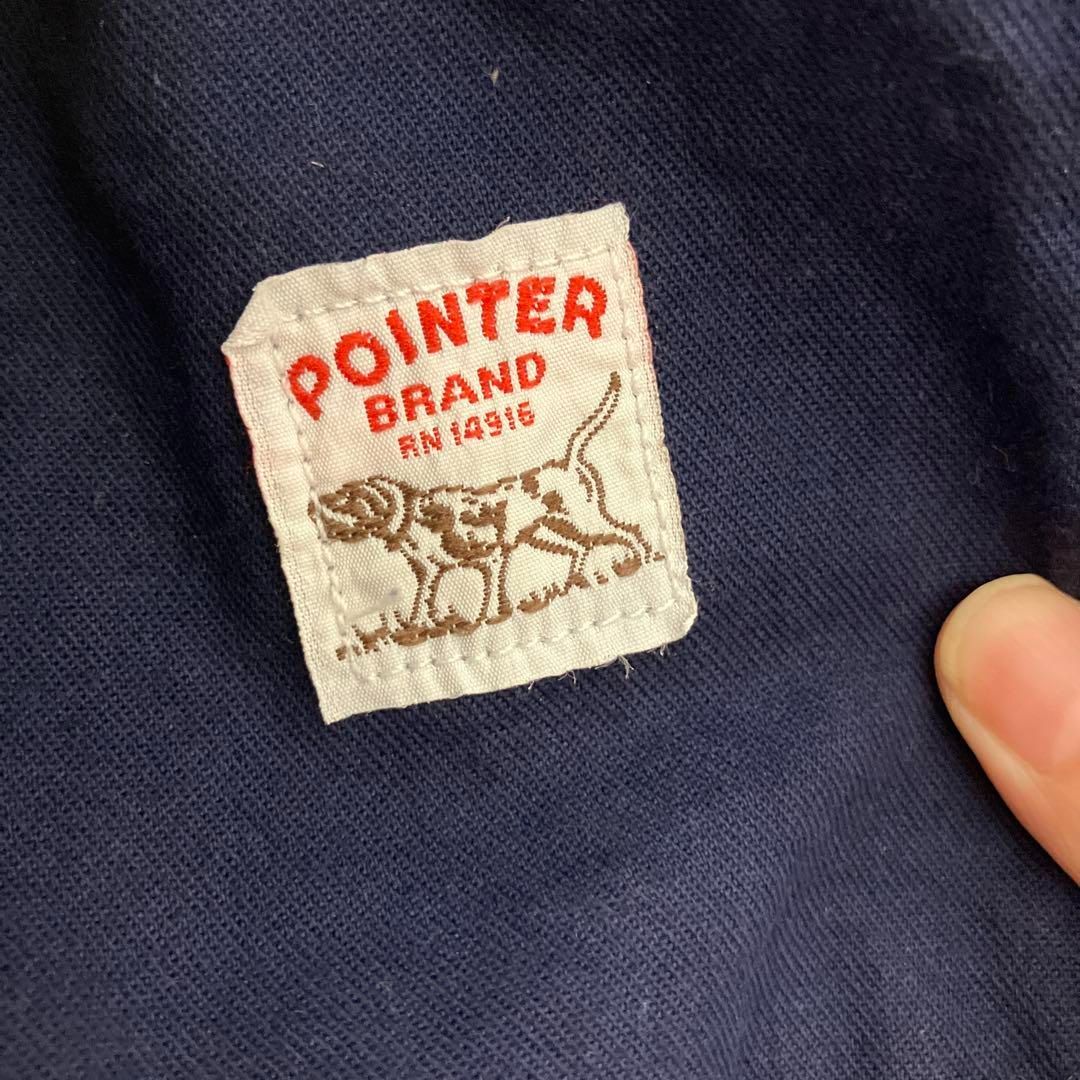 POINTER
BRAND
RN 14916